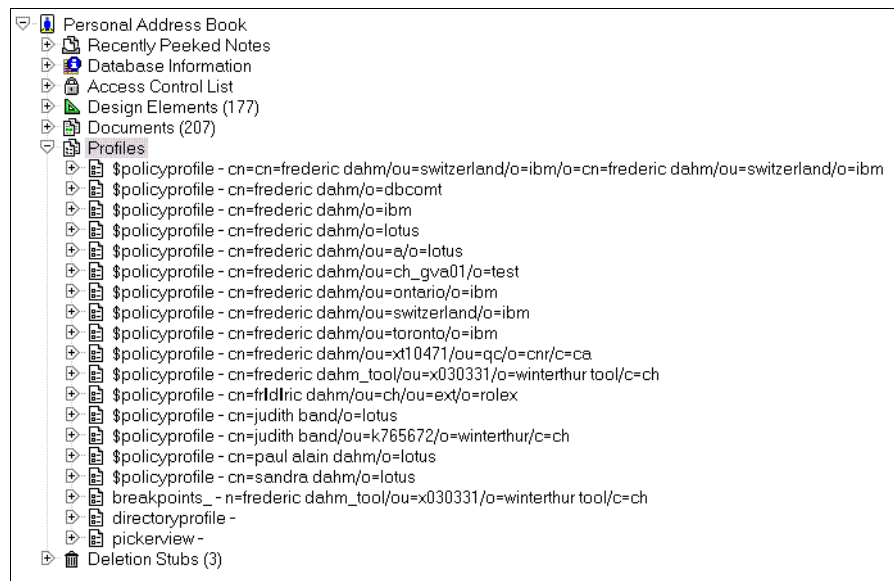 Personal Address Book
Recently Peeked Notes
Database Information
Access Control List
Design Elements (177)
Documents (207)
Profiles
$policyprofile - cn=cn=frederic dahm/ou=switzerland/o=ibm/o=cn=frederic dahm/ou=switzerland/o=ibm
$policyprofile - cn=frederic dahm/o=dbcomt
$policyprofile - cn=frederic dahm/o=ibm
$policyprofile - cn=frederic dahm/o=lotus
$policyprofile - cn=frederic dahm/ou=a/o=lotus
$policyprofile - cn=frederic dahm/ou=ch_gva01/o=test
$policyprofile - cn=frederic dahm/ou=ontario/o=ibm
$policyprofile - cn=frederic dahm/ou=switzerland/o=ibm
$policyprofile - cn=frederic dahm/ou=toronto/o=ibm
$policyprofile - cn=frederic dahm/ou=xt10471/ou=qc/o=cnr/c=ca
$policyprofile - cn=frederic dahm_tool/ou=x030331/o=winterthur tool/c=ch
$policyprofile - cn=frldlric dahm/ou=ch/ou=ext/o=rolex
$policyprofile - cn=judith band/o=lotus
$policyprofile - cn=judith band/ou=k765672/o=winterthur/c=ch
$policyprofile - cn=paul alain dahm/o=lotus
$policyprofile - cn=sandra dahm/o=lotus
breakpoints_ - n=frederic dahm_tool/ou=x030331/o=winterthur tool/c=ch
directoryprofile -
pickerview -
Deletion Stubs (3)